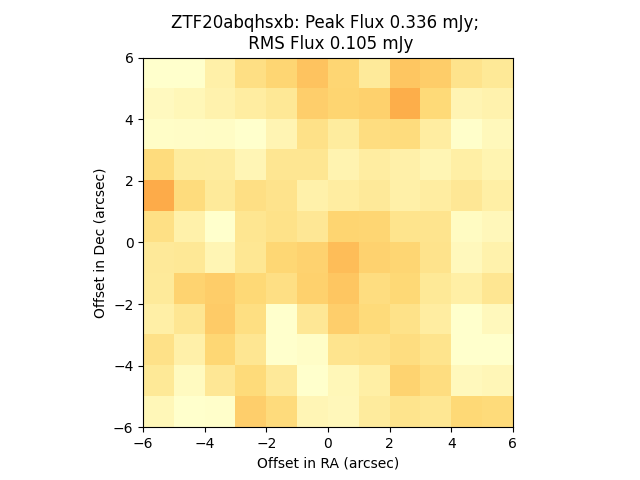 ZTF20abqhsxb: Peak Flux 0.336 mJy;
RMS Flux 0.105 mJy
6
4
2
0
−2
−4
−6
Offset in Dec (arcsec)
−6 −4 −2 0 2 4 6
Offset in RA (arcsec)